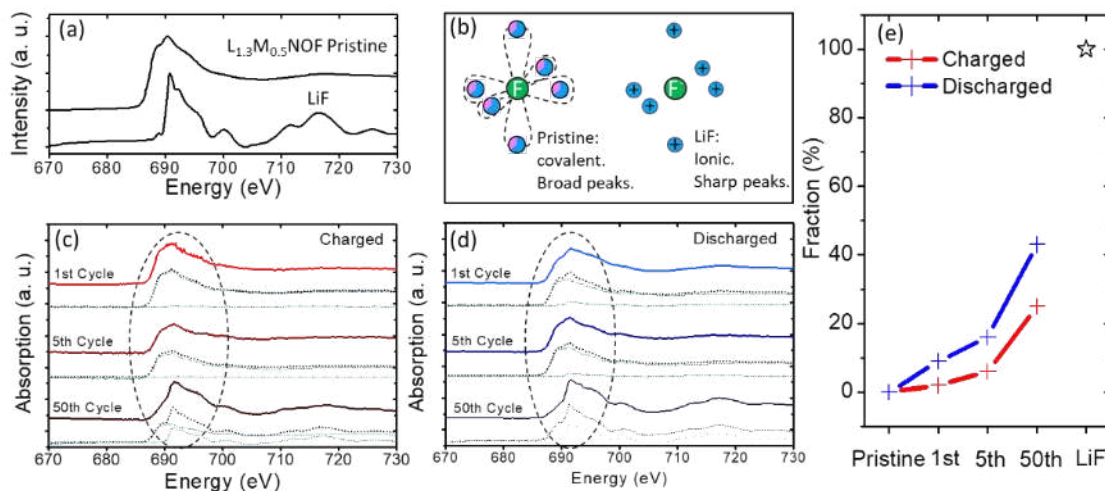 (a)
L1.3M0.5NOF Pristine
LiF
Intensity (a. u.)
670 680 690 700 710 720 730
Energy (eV)
(b)
F
F
+
+
+
+
+
+
Pristine:
covalent.
Broad peaks.
LiF:
Ionic.
Sharp peaks.
(c)
Charged
1st Cycle
5th Cycle
50th Cycle
Absorption (a. u.)
670 680 690 700 710 720 730
Energy (eV)
(d)
Discharged
1st Cycle
5th Cycle
50th Cycle
Absorption (a. u.)
670 680 690 700 710 720 730
Energy (eV)
(e)
Charged
Discharged
Fraction (%)
100
80
60
40
20
0
Pristine 1st 5th 50th LiF